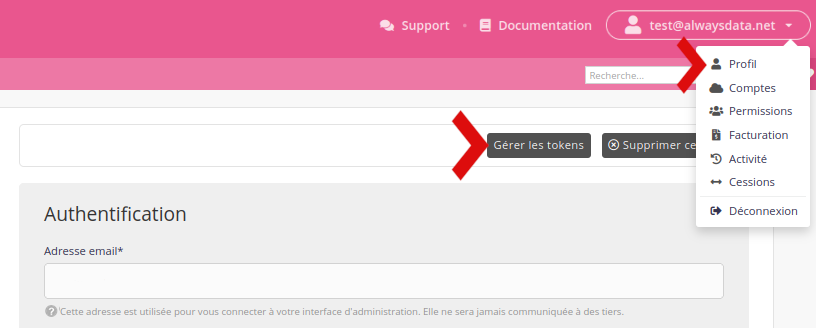 Support
Documentation
test@alwaysdata.net
Recherche...
Profil
Comptes
Permissions
Facturation
Activité
Cessions
Déconnexion
Gérer les tokens
Supprimer ce
Authentification
Adresse email*
Cette adresse est utilisée pour vous connecter à votre interface d'administration. Elle ne sera jamais communiquée à des tiers.